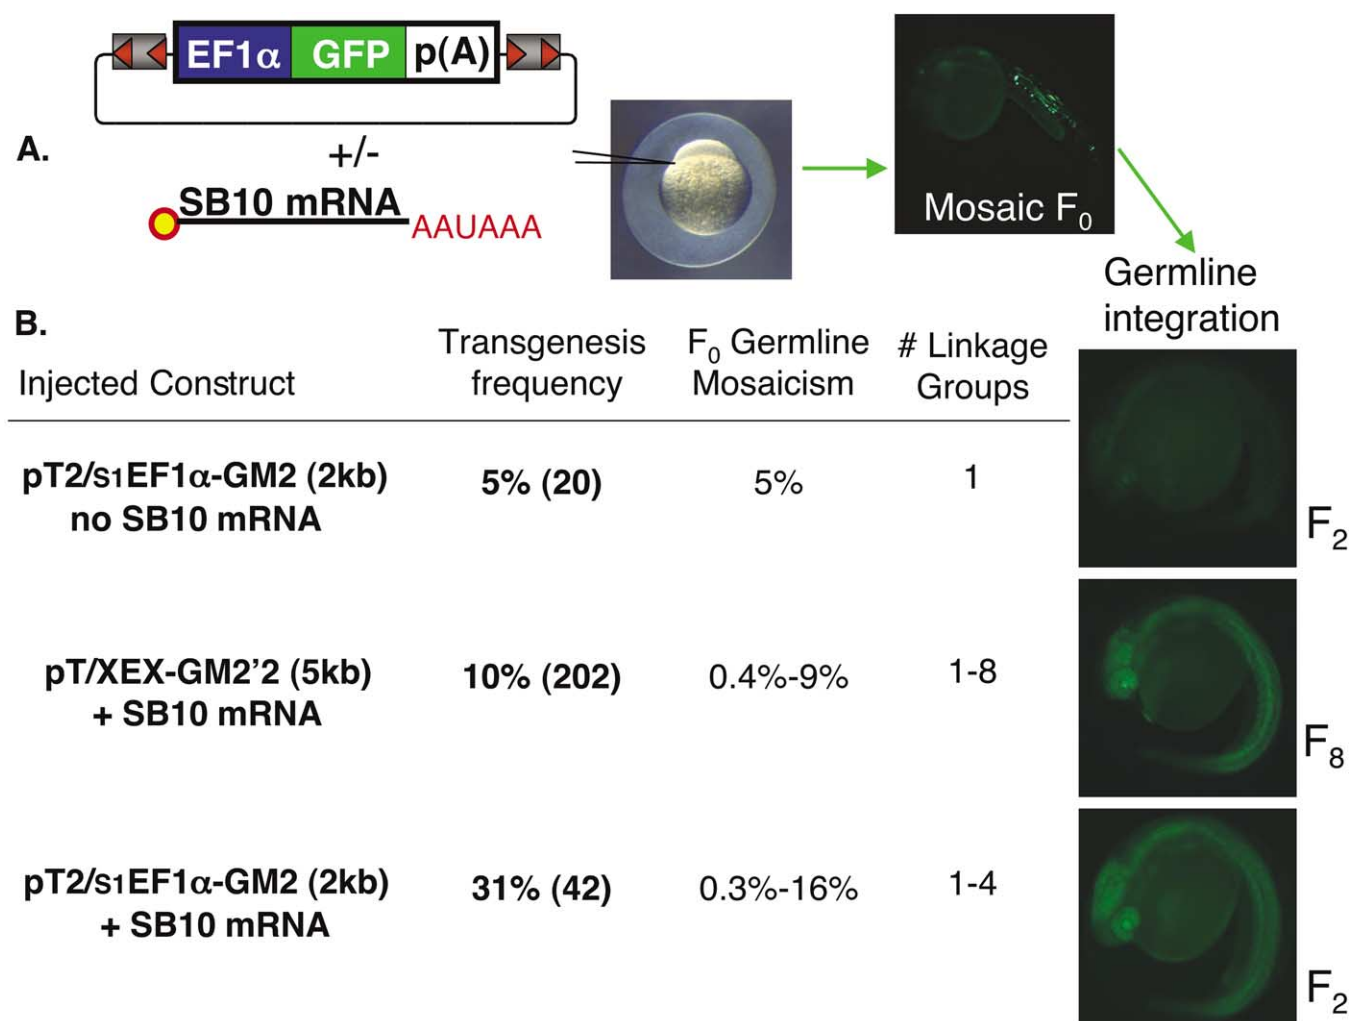 EF1α GFP p(A)
A.
+/-
SB10 mRNA
AAUAAA
Mosaic F₀
Germline
integration
B.
Injected Construct
Transgenesis
frequency
F₀ Germline
Mosaicism
# Linkage
Groups
pT2/S1EF1α-GM2 (2kb)
no SB10 mRNA
5% (20)
5%
1
F₂
pT/XEX-GM2'2 (5kb)
+ SB10 mRNA
10% (202)
0.4%-9%
1-8
F₈
pT2/S1EF1α-GM2 (2kb)
+ SB10 mRNA
31% (42)
0.3%-16%
1-4
F₂